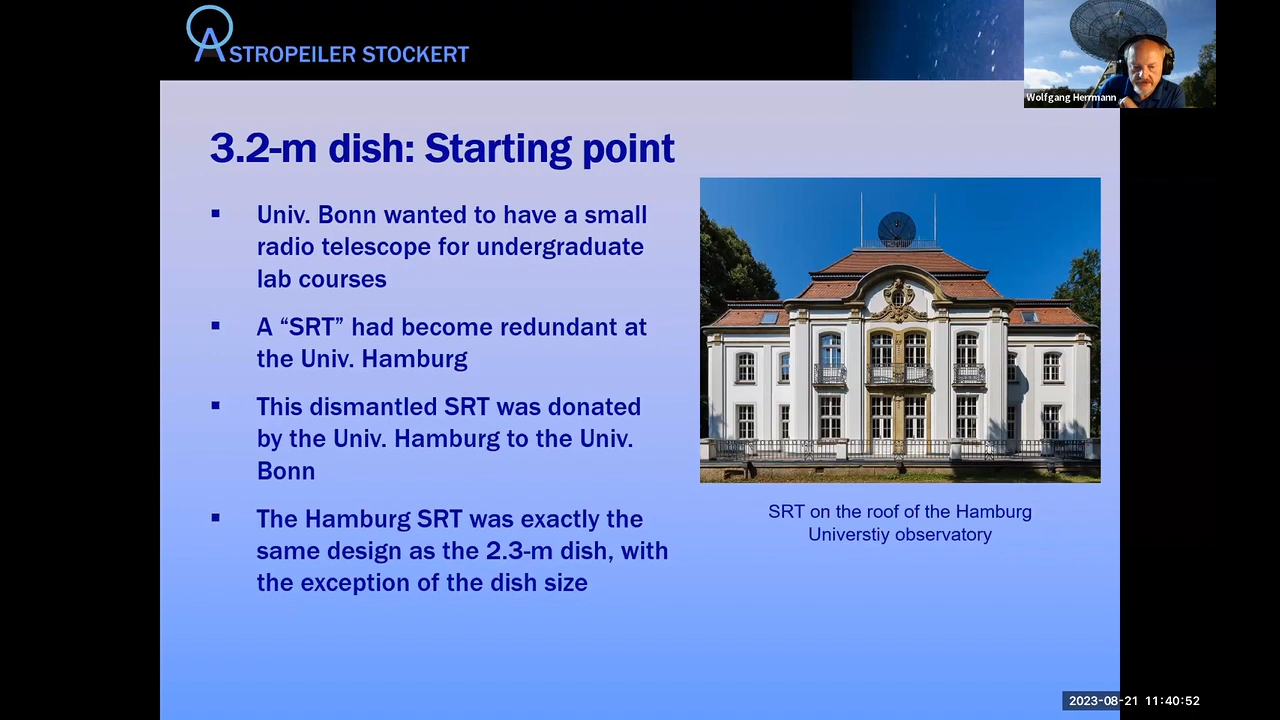 ASTROPEILER STOCKERT
Wolfgang Herrmann
3.2-m dish: Starting point
▪ Univ. Bonn wanted to have a small
radio telescope for undergraduate
lab courses
▪ A “SRT” had become redundant at
the Univ. Hamburg
▪ This dismantled SRT was donated
by the Univ. Hamburg to the Univ.
Bonn
▪ The Hamburg SRT was exactly the
same design as the 2.3-m dish, with
the exception of the dish size
SRT on the roof of the Hamburg
Universtiy observatory
2023-08-21 11:40:52